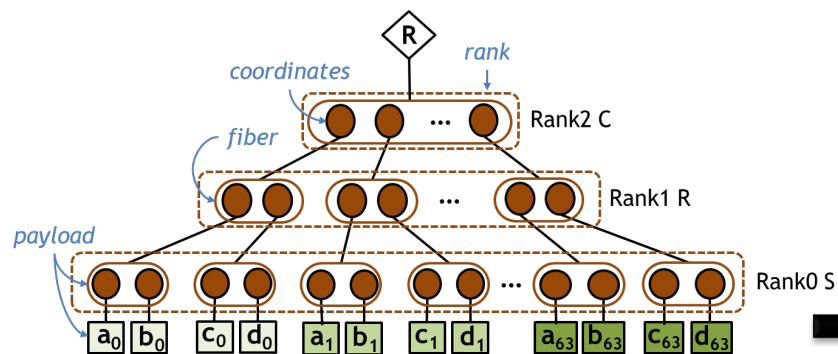 R
rank
coordinates
... Rank2 C
fiber
... Rank1 R
payload
... Rank0 S
a0 b0 c0 d0 a1 b1 c1 d1 a63 b63 c63 d63